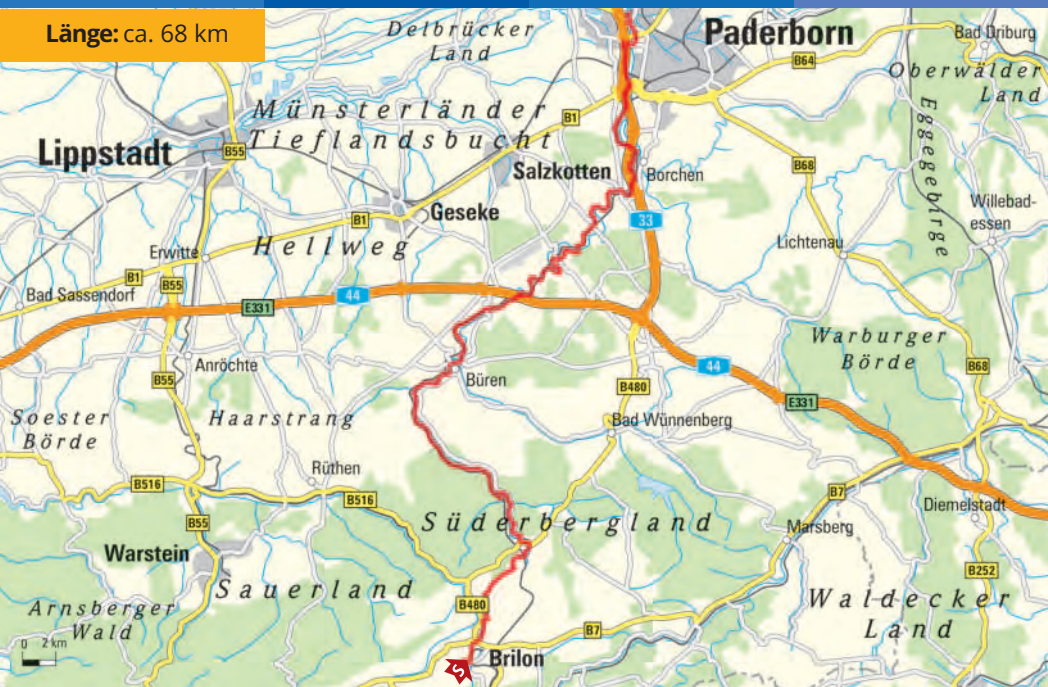 Länge: ca. 68 km
Delbrücker
Land
Paderborn
Bad Driburg
B64
Oberwälder
Land
Münsterländer
Tieflandsbucht
B1
Eggegebirge
Lippstadt
B55
Salzkotten
Borchen
B68
Willebad-
essen
Geseke
B1
33
Erwitte
Hellweg
Lichtenau
B1
B55
Bad Sassendorf
44
E331
Warburger
Börde
Anröchte
44
B68
B55
Büren
B480
E331
Soester
Börde
Haarstrang
Bad Wünnenberg
Rüthen
B516
B516
B7
Diemelstadt
B55
Süderbergland
Marsberg
Warstein
B252
Sauerland
Waldecker
Land
Arnsberger
Wald
B480
B7
0 2 km
S
Brilon